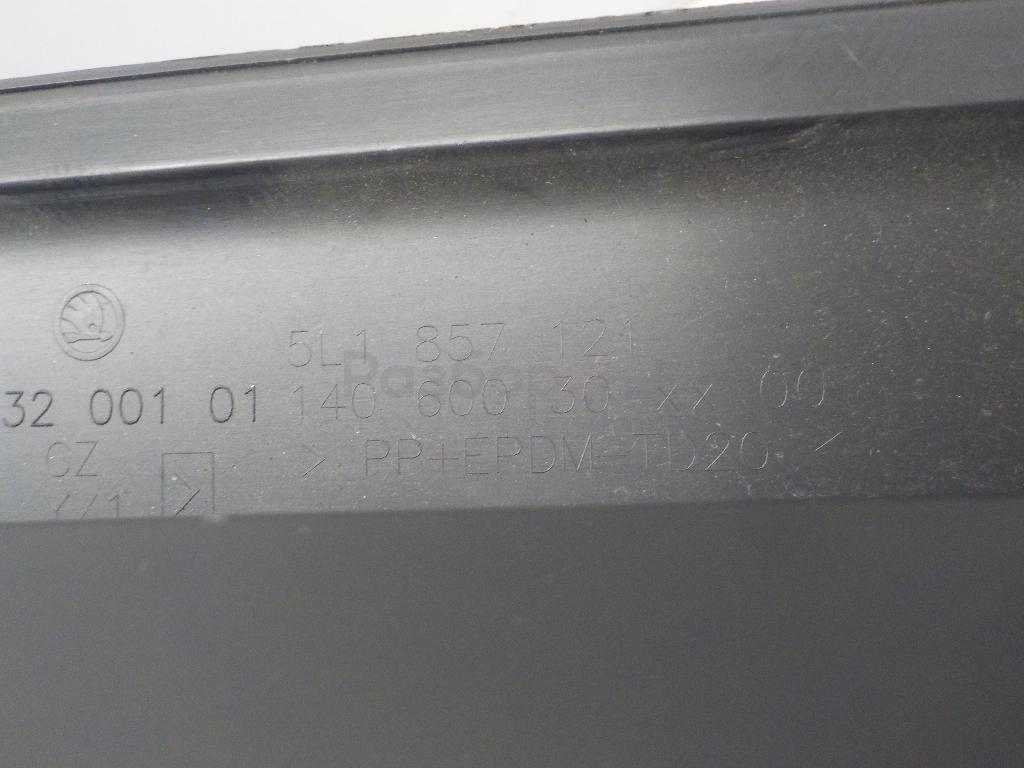 5L1 857 121
32 001 01 140 600 30 xx 00
CZ > PP+EPDM-TD20 <